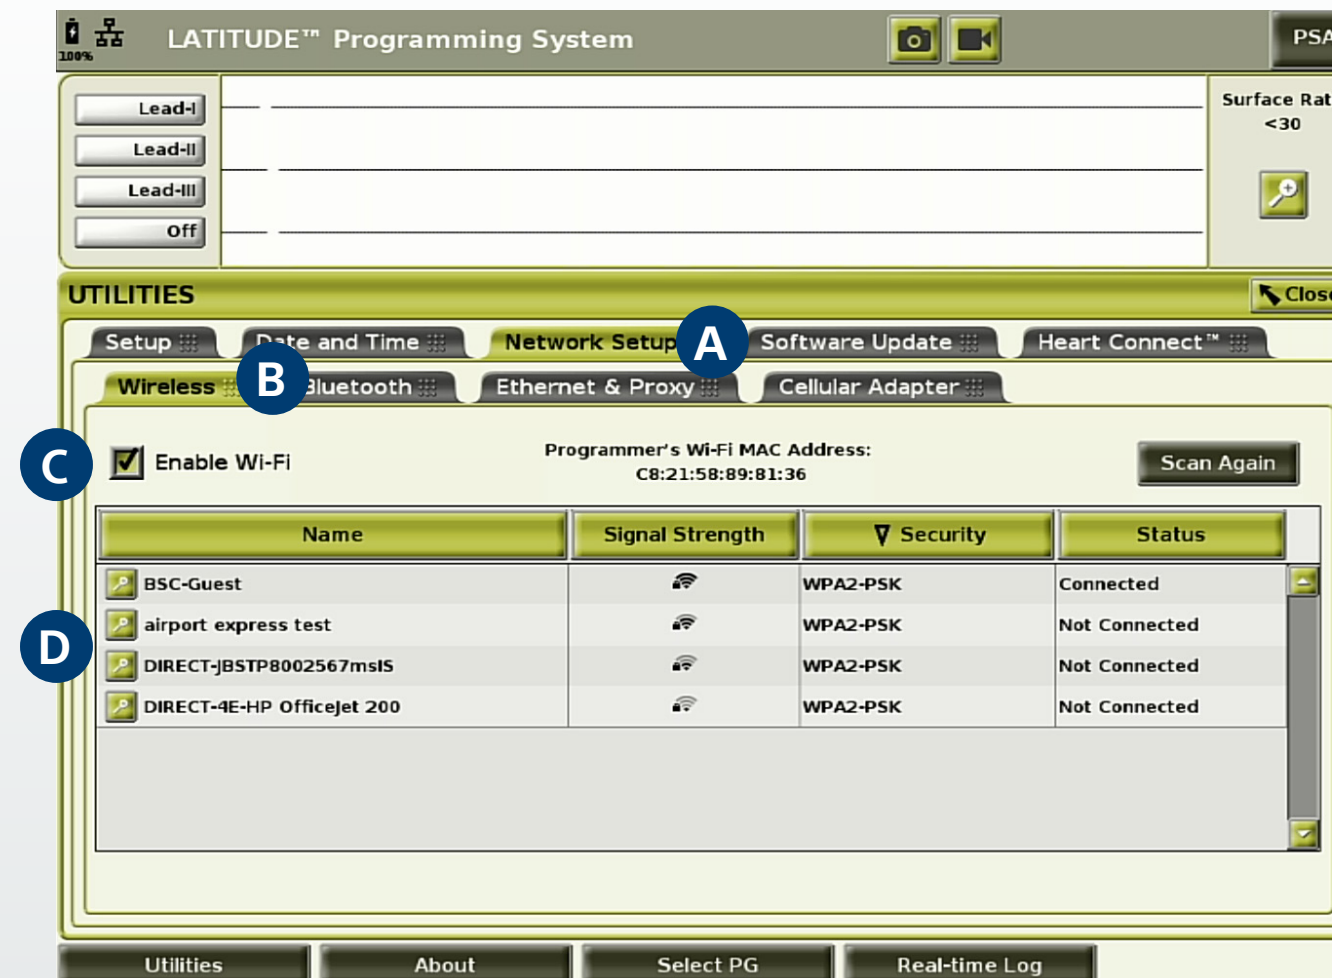 100%
LATITUDE™ Programming System
PSA
Lead-I
Lead-II
Lead-III
Off
Surface Rat
<30
UTILITIES
Close
Setup Date and Time Network Setup A Software Update Heart Connect™
Wireless B Bluetooth Ethernet & Proxy Cellular Adapter
C Enable Wi-Fi
Programmer's Wi-Fi MAC Address:
C8:21:58:89:81:36
Scan Again
Name Signal Strength Security Status
BSC-Guest WPA2-PSK Connected
airport express test WPA2-PSK Not Connected
D
DIRECT-JBSTP8002567msIS WPA2-PSK Not Connected
DIRECT-4E-HP OfficeJet 200 WPA2-PSK Not Connected
Utilities About Select PG Real-time Log